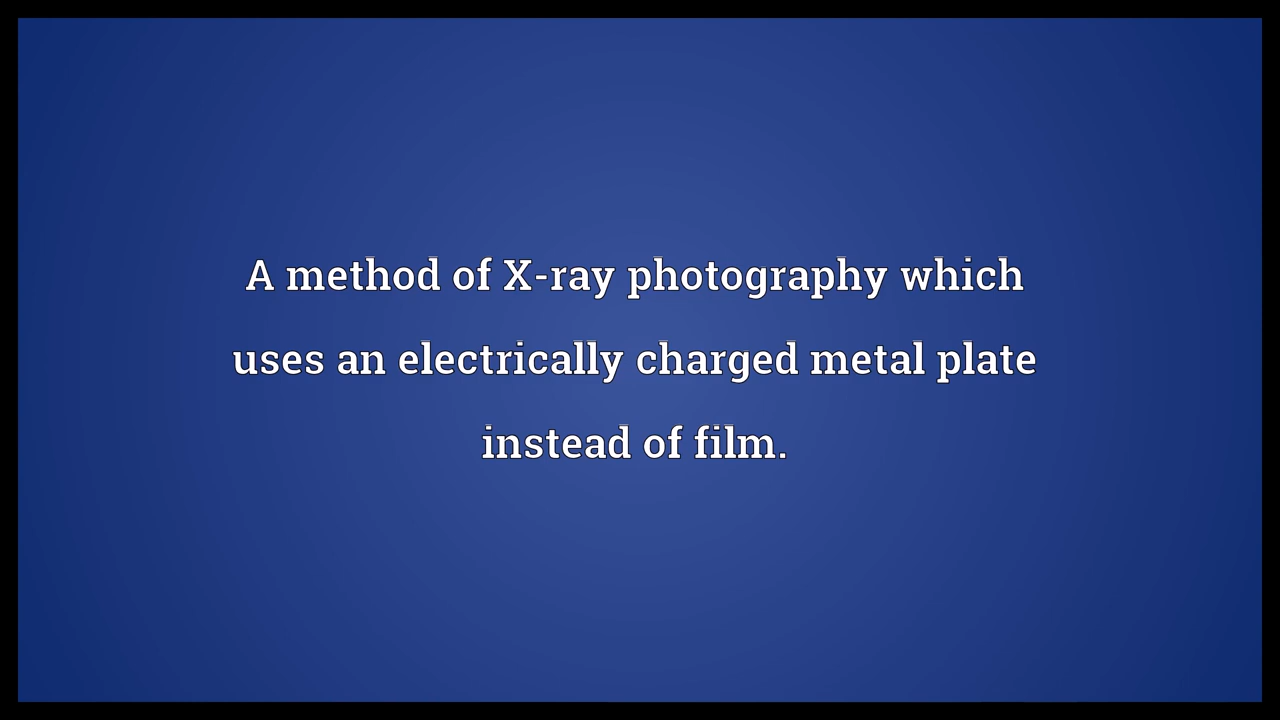 A method of X-ray photography which
uses an electrically charged metal plate
instead of film.